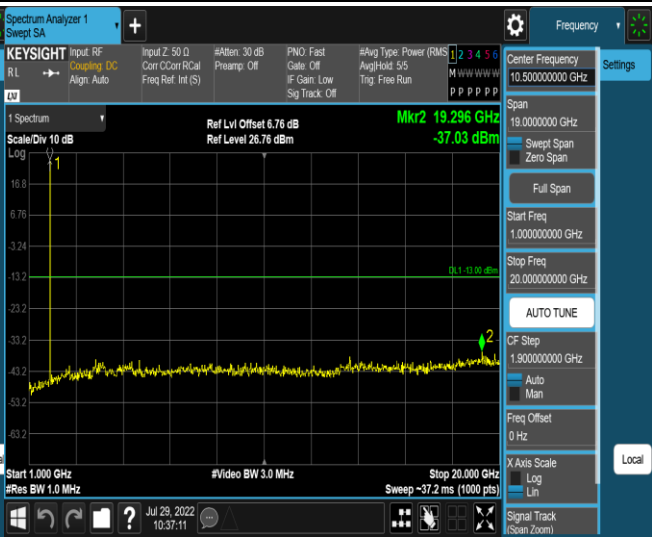 Spectrum Analyzer 1
Swept SA
+
Frequency
KEYSIGHT
RL
LXI
Input: RF
Coupling: DC
Align: Auto
Input Z: 50 Ω
Corr CCorr RCal
Freq Ref: Int (S)
#Atten: 30 dB
Preamp: Off
PNO: Fast
Gate: Off
IF Gain: Low
Sig Track: Off
#Avg Type: Power (RMS
Avg|Hold: 5/5
Trig: Free Run
1 2 3 4 5 6
M W W W W W
P P P P P P
1 Spectrum
Scale/Div 10 dB
Log
Ref Lvl Offset 6.76 dB
Ref Level 26.76 dBm
Mkr2 19.296 GHz
-37.03 dBm
1
16.8
6.76
-3.24
-13.2
DL1 -13.00 dBm
-23.2
-33.2
2
-43.2
-53.2
-63.2
Start 1.000 GHz
#Video BW 3.0 MHz
Stop 20.000 GHz
#Res BW 1.0 MHz
Sweep ~37.2 ms (1000 pts)
?
Jul 29, 2022
10:37:11
Center Frequency
10.500000000 GHz
Settings
Span
19.0000000 GHz
Swept Span
Zero Span
Full Span
Start Freq
1.000000000 GHz
Stop Freq
20.000000000 GHz
AUTO TUNE
CF Step
1.900000000 GHz
Auto
Man
Freq Offset
0 Hz
X Axis Scale
Log
Lin
Local
Signal Track
(Span Zoom)